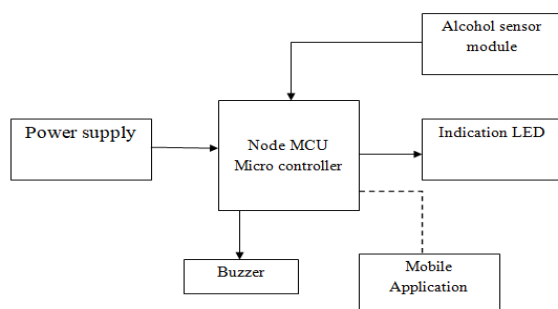 Alcohol sensor
module
Power supply
Node MCU
Micro controller
Indication LED
Buzzer
Mobile
Application